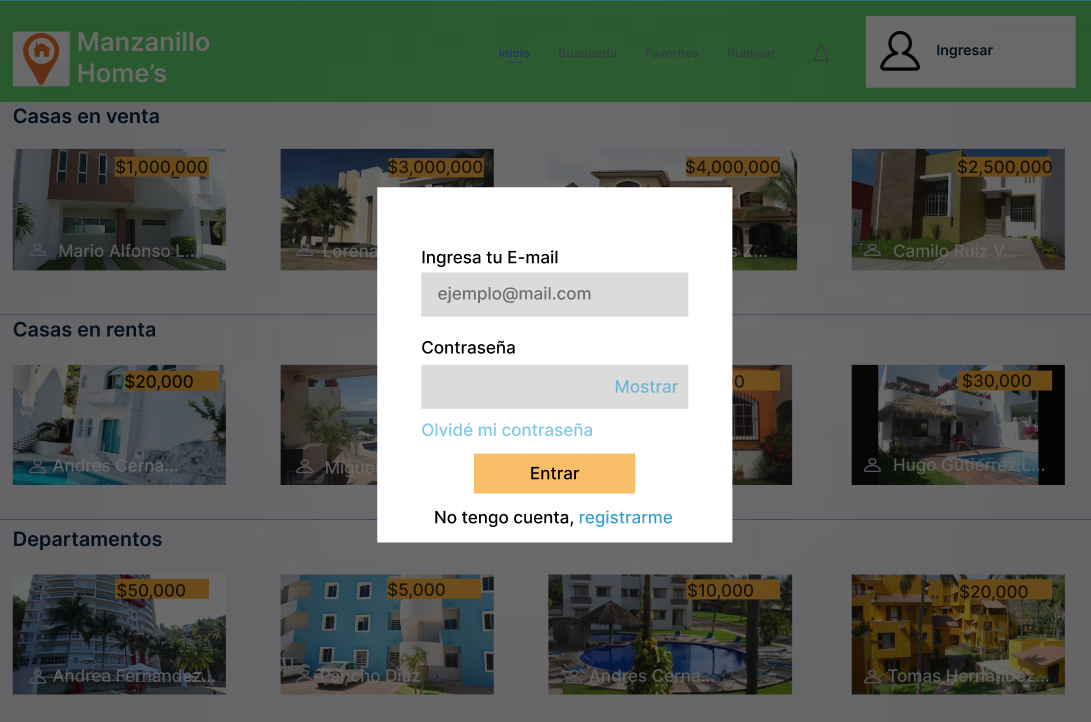 Manzanillo
Home’s
Inicio
Busqueda
Favoritos
Publicar
Ingresar
Casas en venta
$1,000,000
$3,000,000
$4,000,000
$2,500,000
Mario Alfonso L...
Lorena
Z...
Camilo Ruiz V...
Ingresa tu E-mail
ejemplo@mail.com
Contraseña
Mostrar
Olvidé mi contraseña
Entrar
No tengo cuenta, registrarme
Casas en renta
$20,000
0
$30,000
Andres Cerna...
Migue
Hugo Gutierrez L...
Departamentos
$50,000
$5,000
$10,000
$20,000
Andrea Fernandez...
Pancho Diaz
Andres Cerna...
Tomas Hernandez...